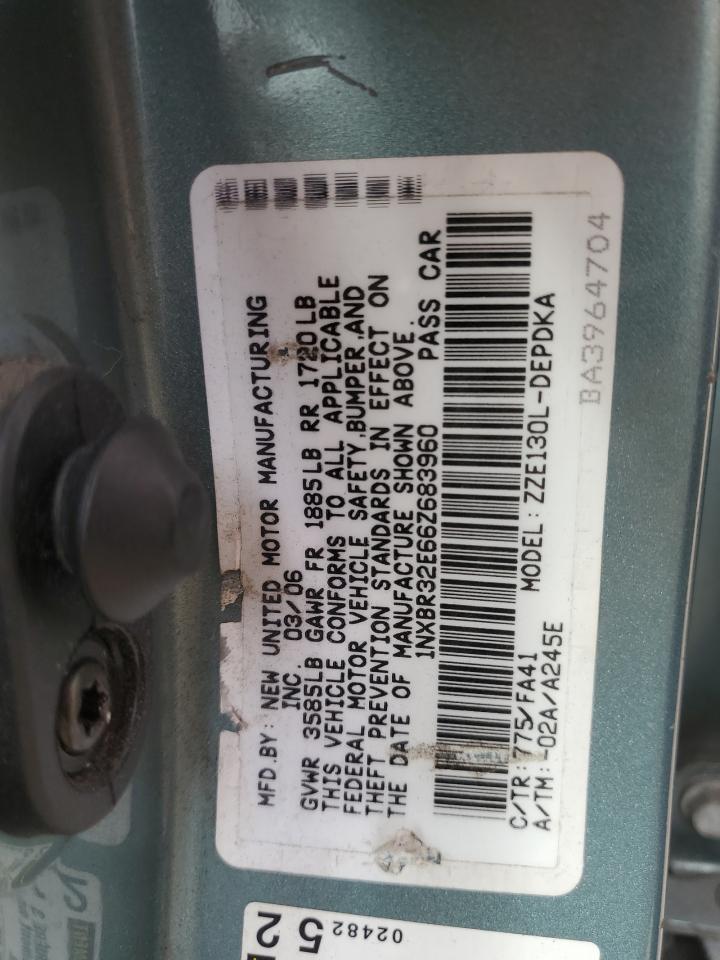 MFD.BY: NEW UNITED MOTOR MANUFACTURING
INC. 03/06
GVWR 3585LB GAWR FR 1885LB RR 1720LB
THIS VEHICLE CONFORMS TO ALL APPLICABLE
FEDERAL MOTOR VEHICLE SAFETY,BUMPER,AND
THEFT PREVENTION STANDARDS IN EFFECT ON
THE DATE OF MANUFACTURE SHOWN ABOVE.
1NXBR32E66Z683960 PASS CAR
C/TR: 775/FA41 MODEL: ZZE130L-DEPDKA
A/TM: -02A/A245E
BA3964704
2 5
02482